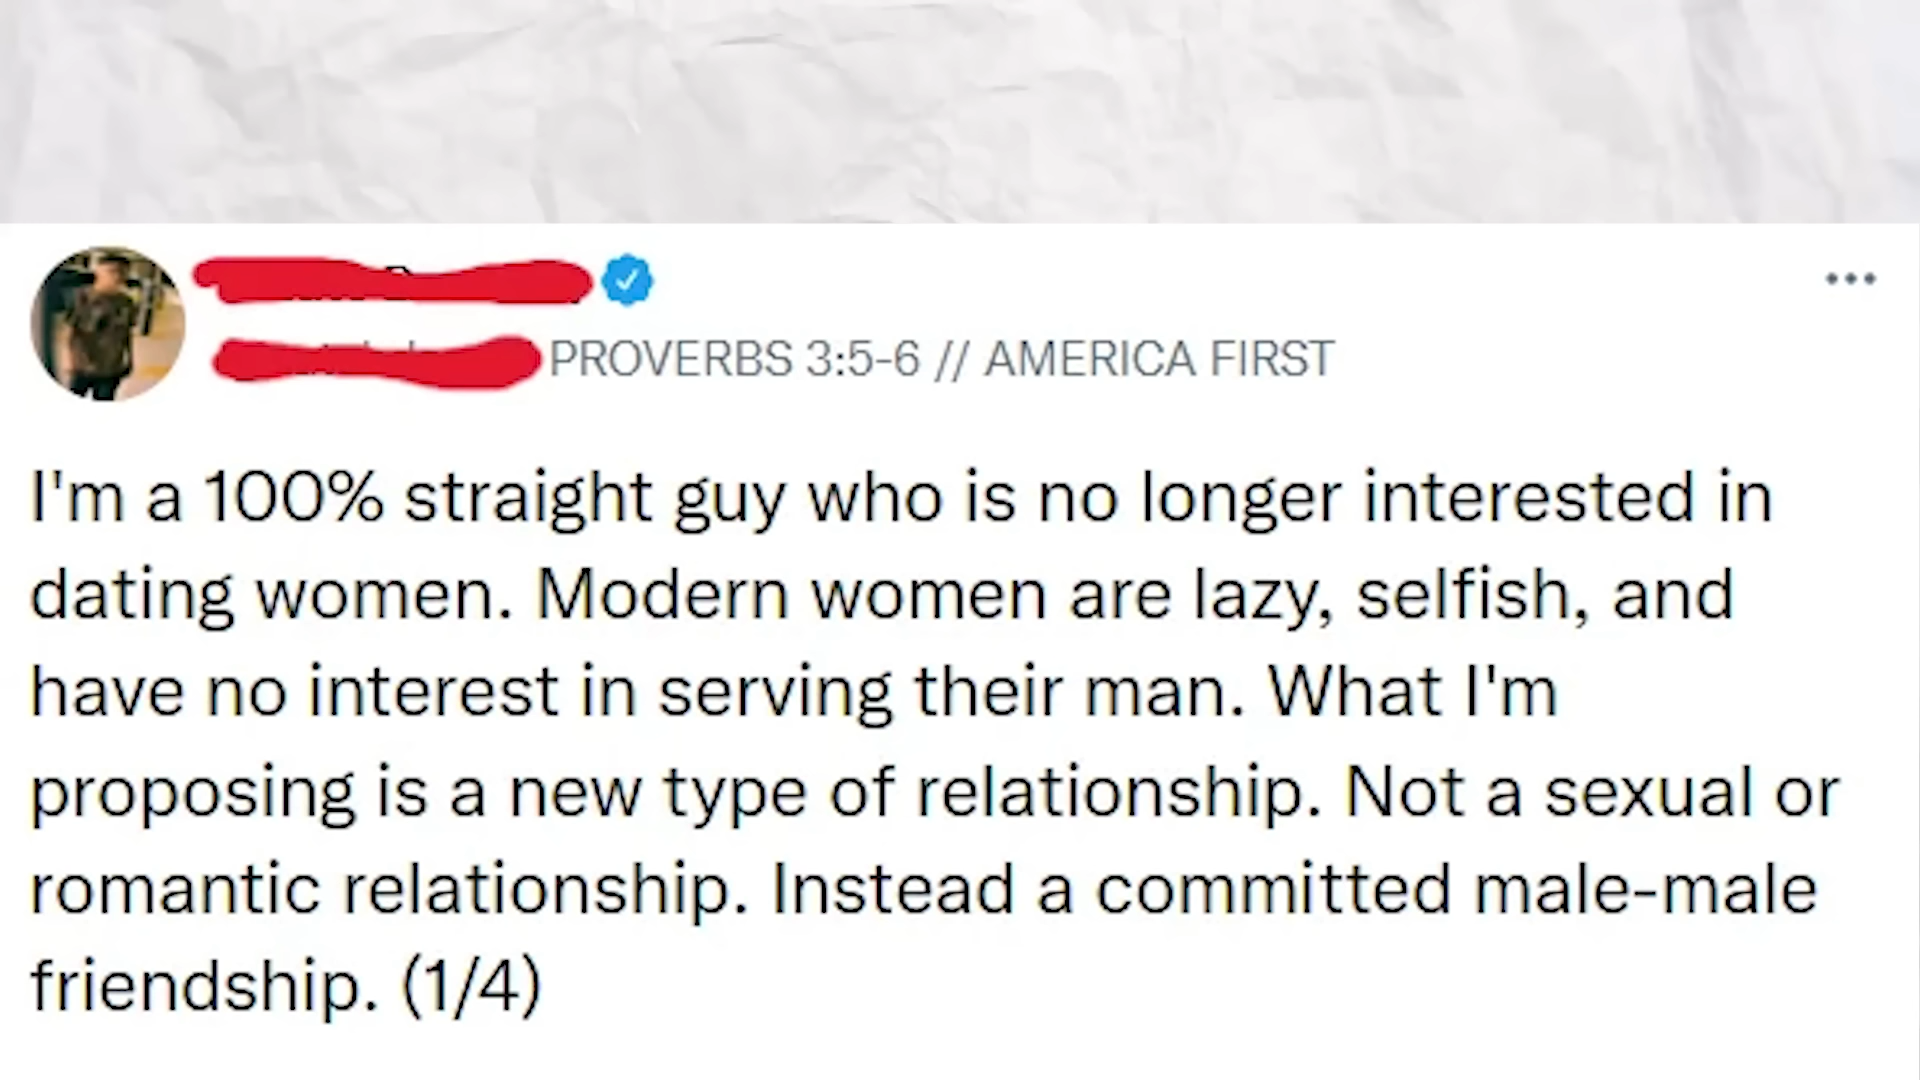 PROVERBS 3:5-6 // AMERICA FIRST
I'm a 100% straight guy who is no longer interested in
dating women. Modern women are lazy, selfish, and
have no interest in serving their man. What I'm
proposing is a new type of relationship. Not a sexual or
romantic relationship. Instead a committed male-male
friendship. (1/4)